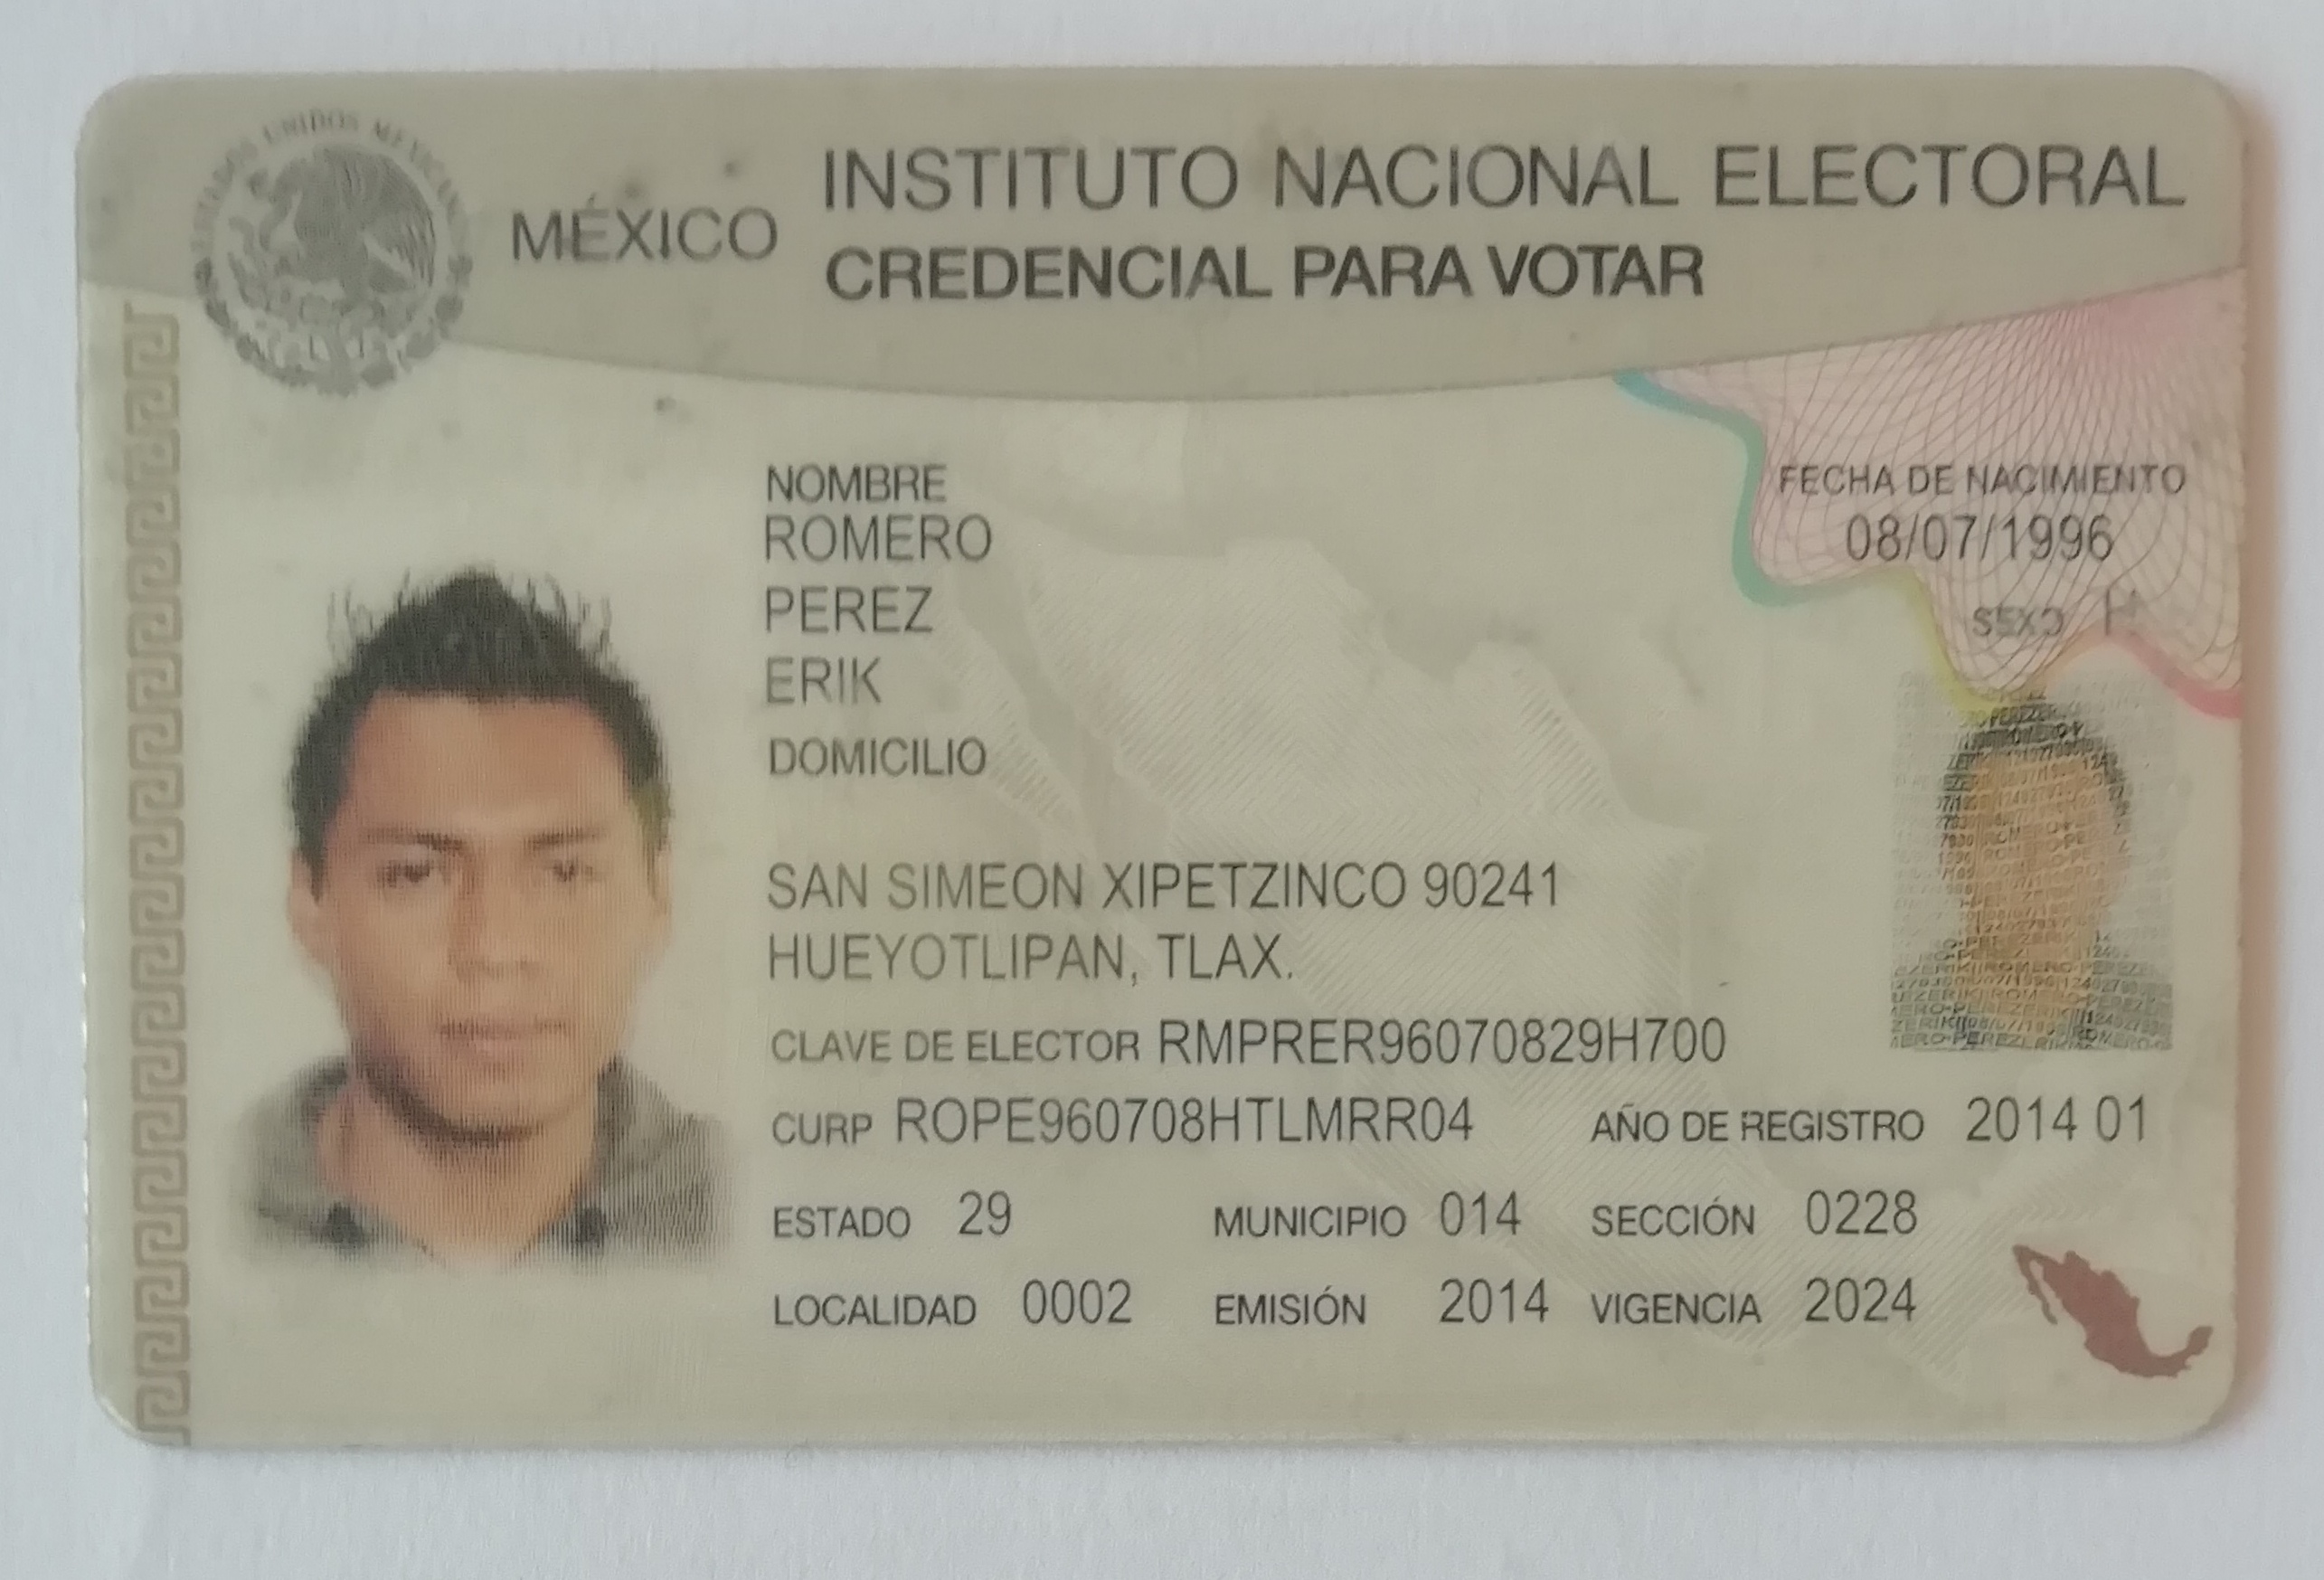 ESTADOS UNIDOS MEXICANOS
MÉXICO
INSTITUTO NACIONAL ELECTORAL
CREDENCIAL PARA VOTAR
NOMBRE
ROMERO
PEREZ
ERIK
FECHA DE NACIMIENTO
08/07/1996
SEXO H
DOMICILIO
SAN SIMEON XIPETZINCO 90241
HUEYOTLIPAN, TLAX.
CLAVE DE ELECTOR RMPRER96070829H700
CURP ROPE960708HTLMRR04 AÑO DE REGISTRO 2014 01
ESTADO 29 MUNICIPIO 014 SECCIÓN 0228
LOCALIDAD 0002 EMISIÓN 2014 VIGENCIA 2024